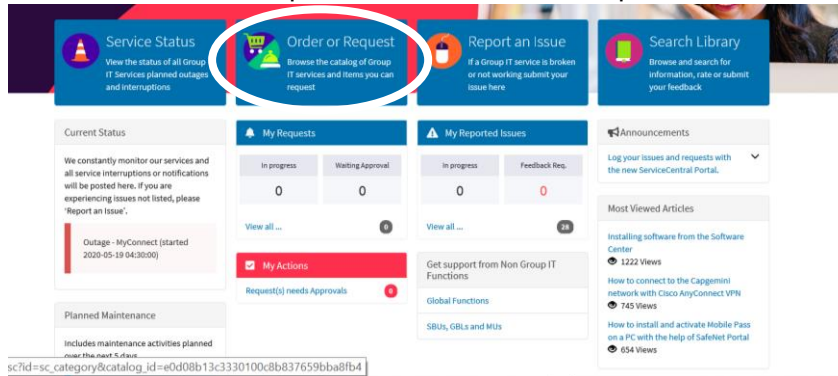 Service Status
View the status of all Group
IT Services planned outages
and interruptions
Order or Request
Browse the catalog of Group
IT services and Items you can
request
Report an Issue
If a Group IT service is broken
or not working submit your
issue here
Search Library
Browse and search for
information, rate or submit
your feedback
Current Status
We constantly monitor our services and
all service interruptions or notifications
will be posted here. If you are
experiencing issues not listed, please
'Report an Issue'.
Outage - MyConnect (started
2020-05-19 04:30:00)
Planned Maintenance
Includes maintenance activities planned
over the next 5 days
My Requests
In progress
Waiting Approval
0
0
View all ...
0
My Actions
Request(s) needs Approvals
0
My Reported Issues
In progress
Feedback Req.
0
0
View all ...
28
Get support from Non Group IT
Functions
Global Functions
SBUs, GBLs and MUs
Announcements
Log your issues and requests with
the new ServiceCentral Portal.
Most Viewed Articles
Installing software from the Software
Center
1222 Views
How to connect to the Capgemini
network with Cisco AnyConnect VPN
745 Views
How to install and activate Mobile Pass
on a PC with the help of SafeNet Portal
654 Views
sc?id=sc_category&catalog_id=e0d08b13c3330100c8b837659bba8fb4